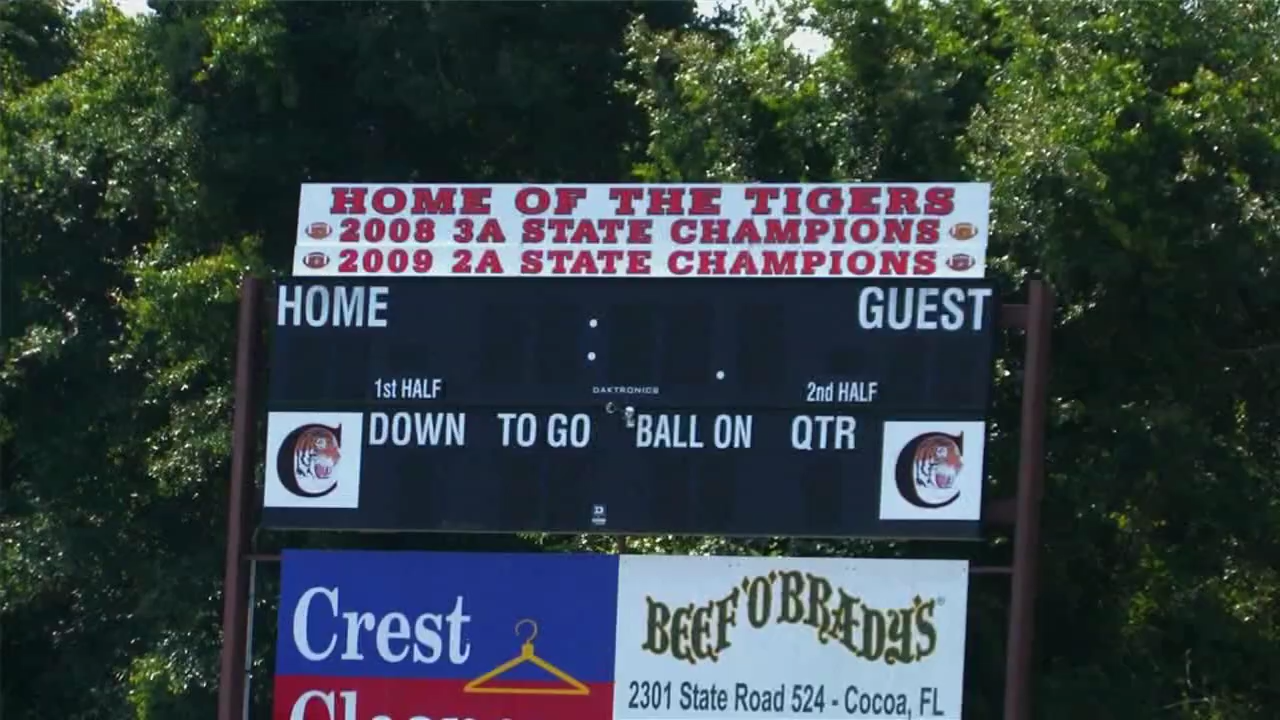 HOME OF THE TIGERS
2008 3A STATE CHAMPIONS
2009 2A STATE CHAMPIONS
HOME GUEST
1st HALF DAKTRONICS 2nd HALF
DOWN TO GO BALL ON QTR
C C
Crest
BEEF 'O' BRADY'S®
2301 State Road 524 - Cocoa, FL